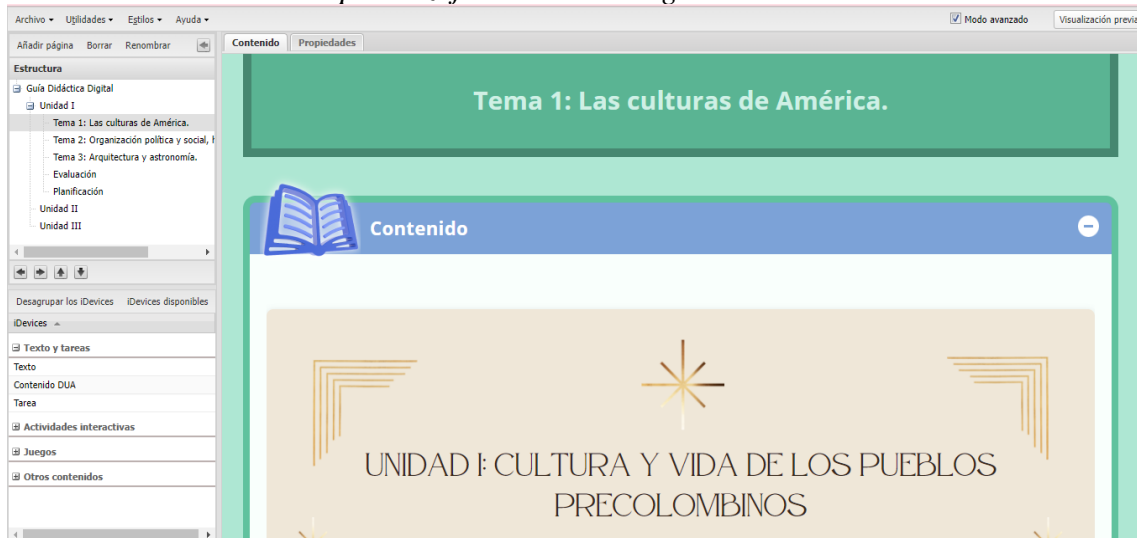 Archivo Utilidades Estilos Ayuda
Modo avanzado
Visualización previa
Añadir página Borrar Renombrar
Contenido Propiedades
Estructura
Guía Didáctica Digital
Unidad I
Tema 1: Las culturas de América.
Tema 2: Organización política y social,
Tema 3: Arquitectura y astronomía.
Evaluación
Planificación
Unidad II
Unidad III
Desagrupar los iDevices iDevices disponibles
iDevices
Texto y tareas
Texto
Contenido DUA
Tarea
Actividades interactivas
Juegos
Otros contenidos
Tema 1: Las culturas de América.
Contenido
UNIDAD I: CULTURA Y VIDA DE LOS PUEBLOS
PRECOLOMBINOS